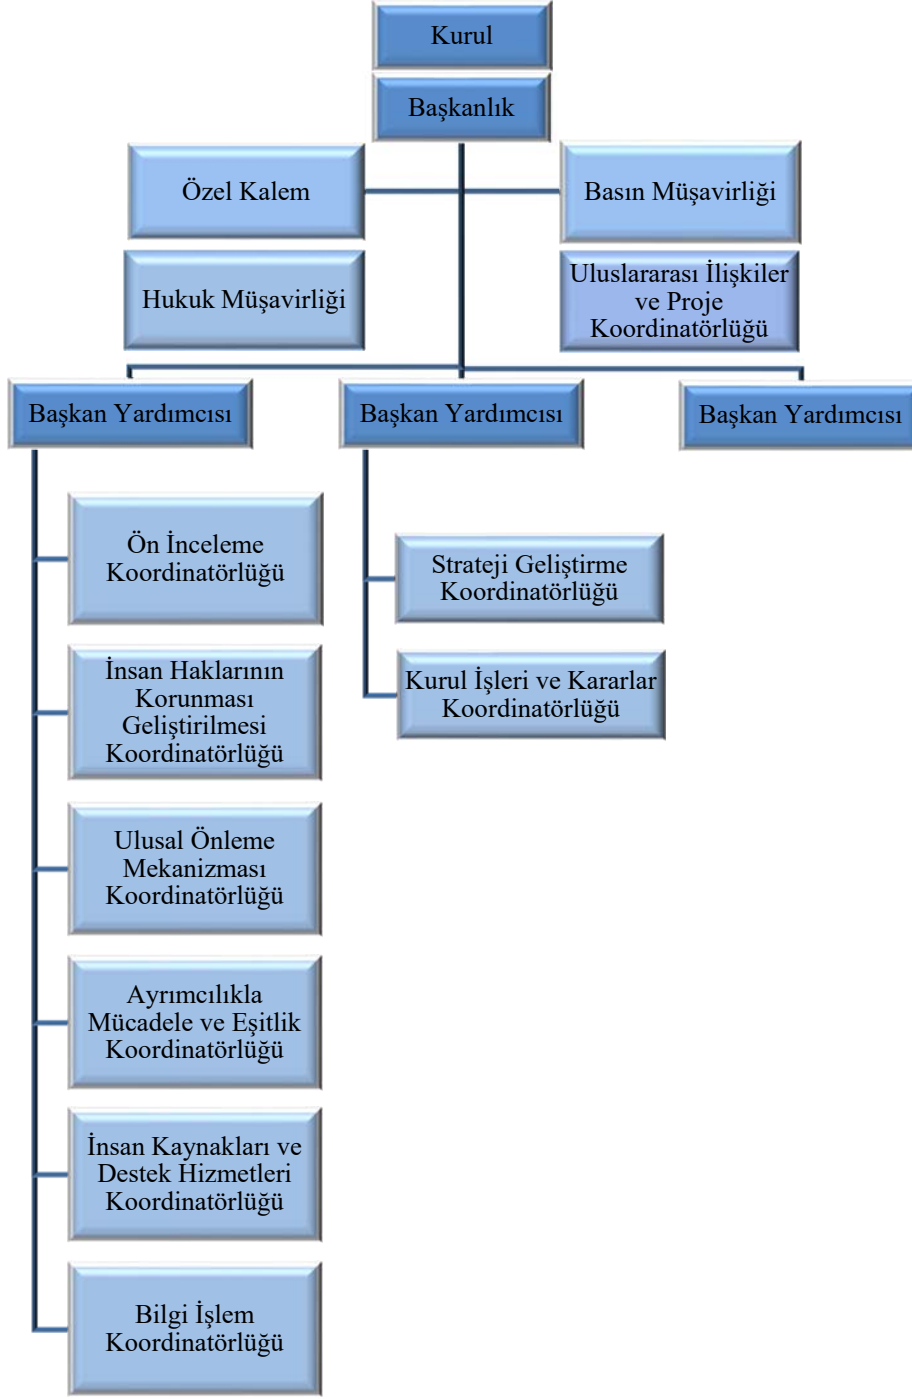 Kurul
Başkanlık
Özel Kalem
Basın Müşavirliği
Hukuk Müşavirliği
Uluslararası İlişkiler
ve Proje
Koordinatörlüğü
Başkan Yardımcısı
Başkan Yardımcısı
Başkan Yardımcısı
Ön İnceleme
Koordinatörlüğü
İnsan Haklarının
Korunması
Geliştirilmesi
Koordinatörlüğü
Ulusal Önleme
Mekanizması
Koordinatörlüğü
Ayrımcılıkla
Mücadele ve Eşitlik
Koordinatörlüğü
İnsan Kaynakları ve
Destek Hizmetleri
Koordinatörlüğü
Bilgi İşlem
Koordinatörlüğü
Strateji Geliştirme
Koordinatörlüğü
Kurul İşleri ve Kararlar
Koordinatörlüğü